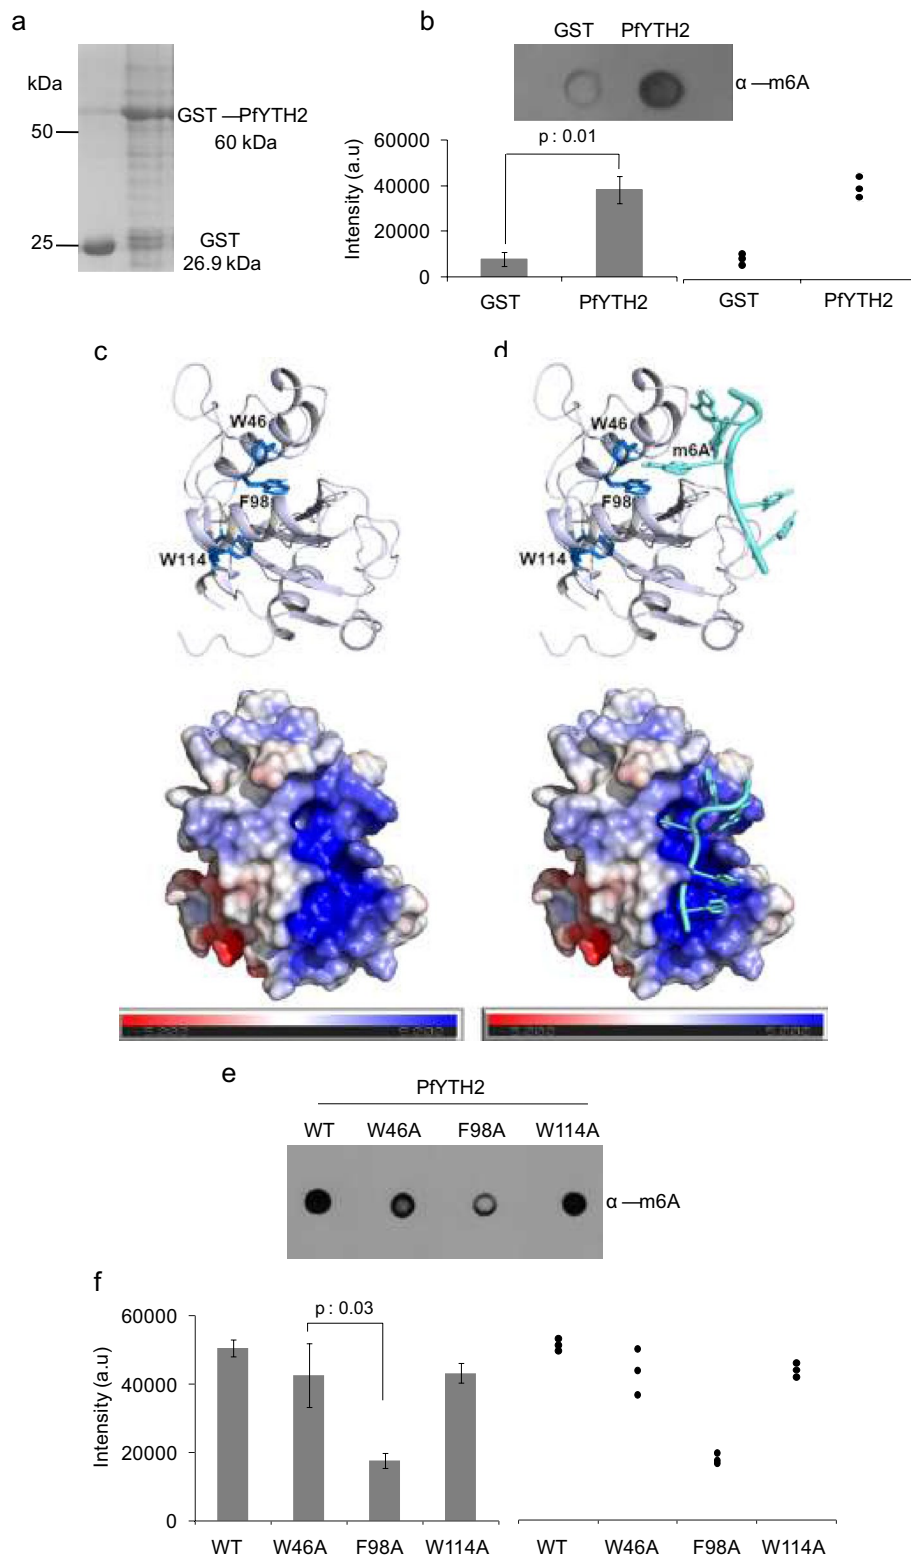 a
kDa
50
25
GST —PfYTH2
60 kDa
GST
26.9 kDa
b
GST PfYTH2
α —m6A
Intensity (a.u)
60000
40000
20000
0
p : 0.01
GST PfYTH2 GST PfYTH2
c
W46
F98
W114
d
W46
m6A
F98
W114
e
PfYTH2
WT W46A F98A W114A
α —m6A
f
Intensity (a.u)
60000
40000
20000
0
p : 0.03
WT W46A F98A W114A WT W46A F98A W114A